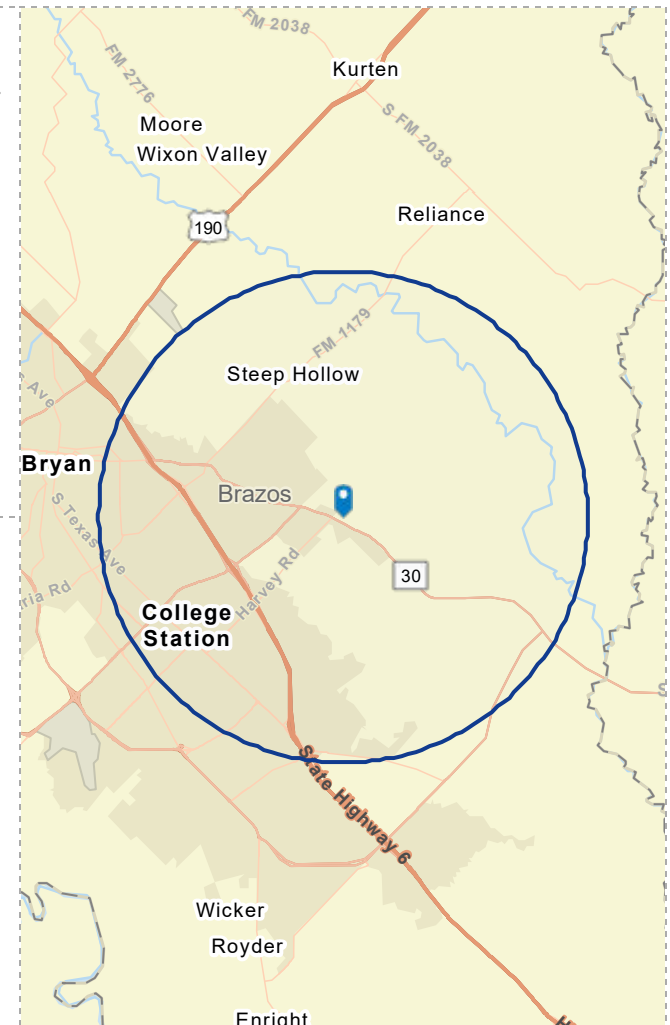 FM 2038
Kurten
FM 2776
S FM 2038
Moore
Wixon Valley
Reliance
190
FM 1179
Steep Hollow
Ave
Bryan
Brazos
S Texas Ave
30
Harvey Rd
ria Rd
College
Station
S
State Highway 6
Wicker
Royder
Enright
H